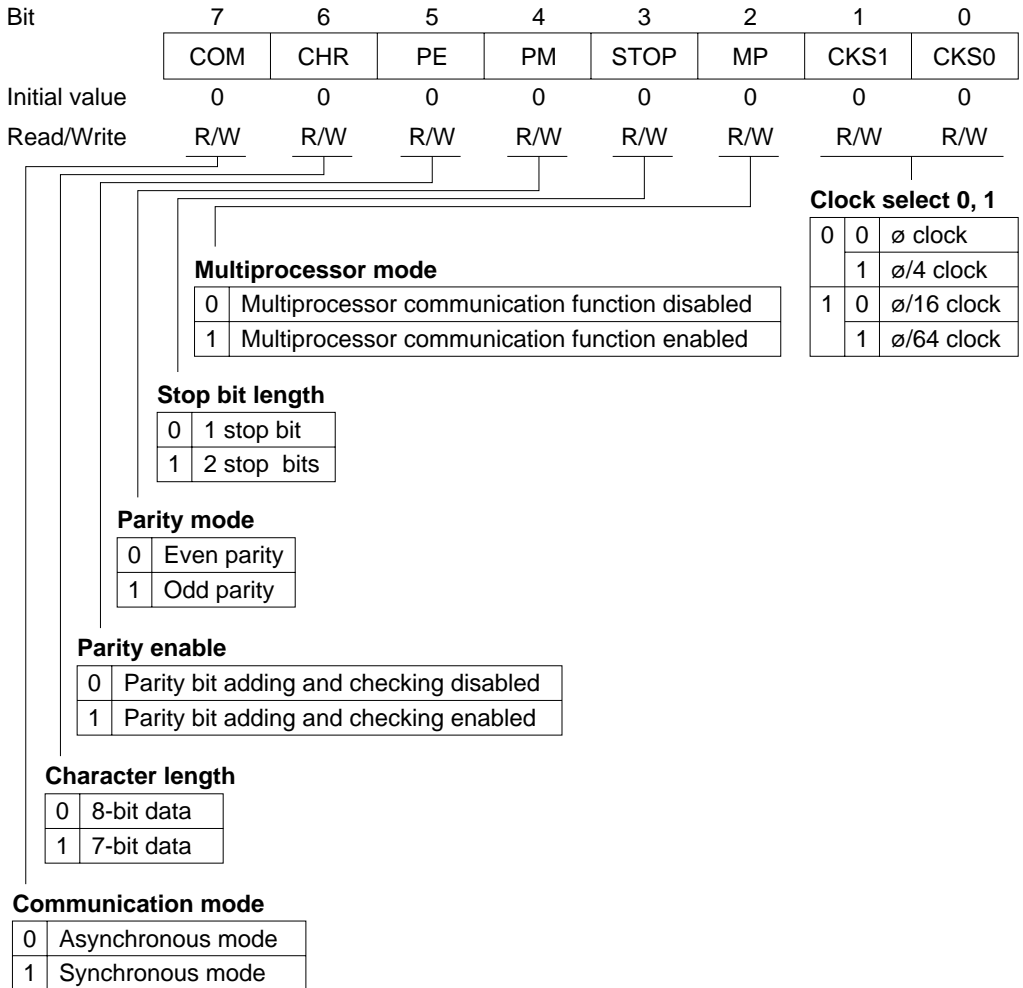 Bit 7 6 5 4 3 2 1 0
COM CHR PE PM STOP MP CKS1 CKS0
Initial value 0 0 0 0 0 0 0 0
Read/Write R/W R/W R/W R/W R/W R/W R/W R/W
Clock select 0, 1
0 0 ø clock
1 ø/4 clock
1 0 ø/16 clock
1 ø/64 clock
Multiprocessor mode
0 Multiprocessor communication function disabled
1 Multiprocessor communication function enabled
Stop bit length
0 1 stop bit
1 2 stop bits
Parity mode
0 Even parity
1 Odd parity
Parity enable
0 Parity bit adding and checking disabled
1 Parity bit adding and checking enabled
Character length
0 8-bit data
1 7-bit data
Communication mode
0 Asynchronous mode
1 Synchronous mode